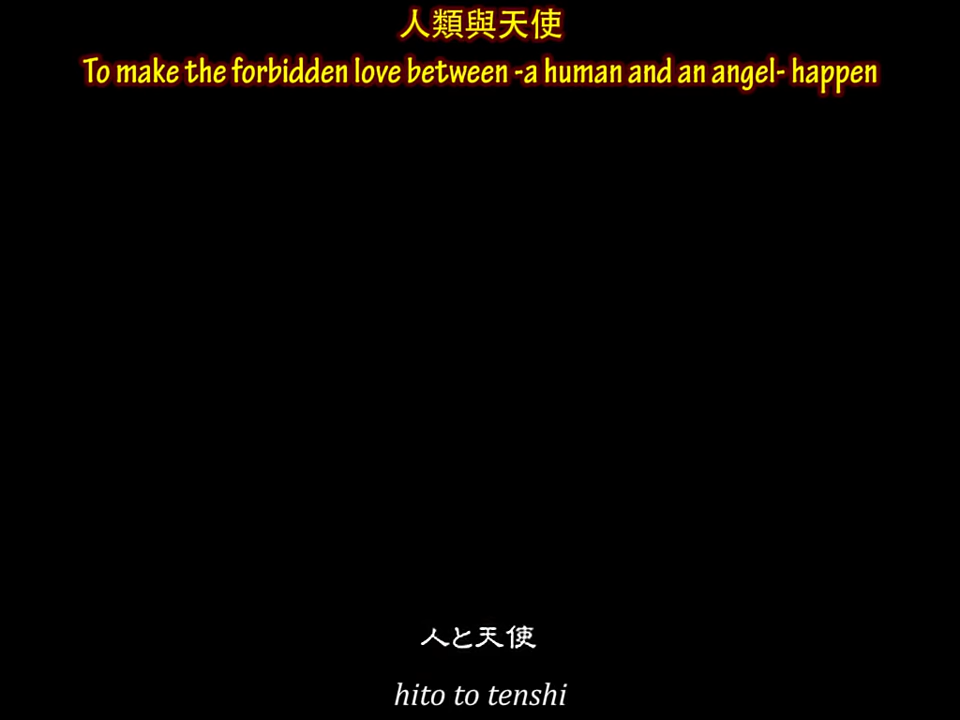 人類與天使
To make the forbidden love between -a human and an angel- happen
人と天使
hito to tenshi